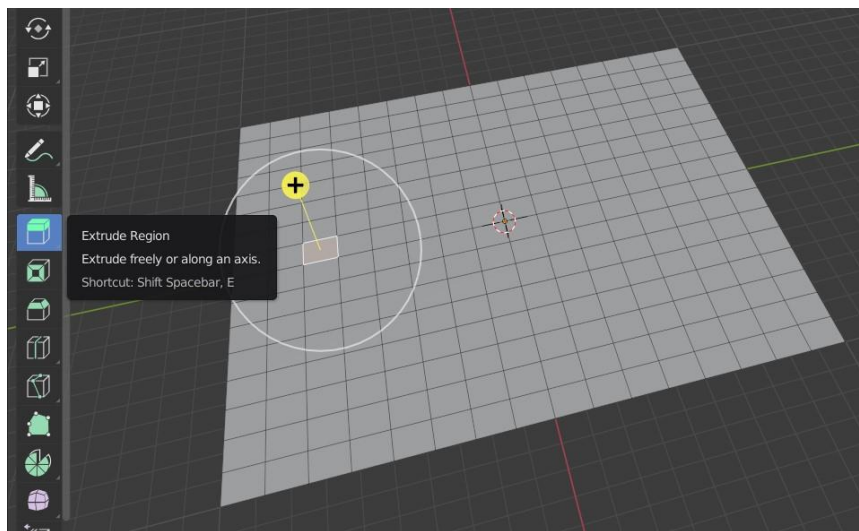 Extrude Region
Extrude freely or along an axis.
Shortcut: Shift Spacebar, E